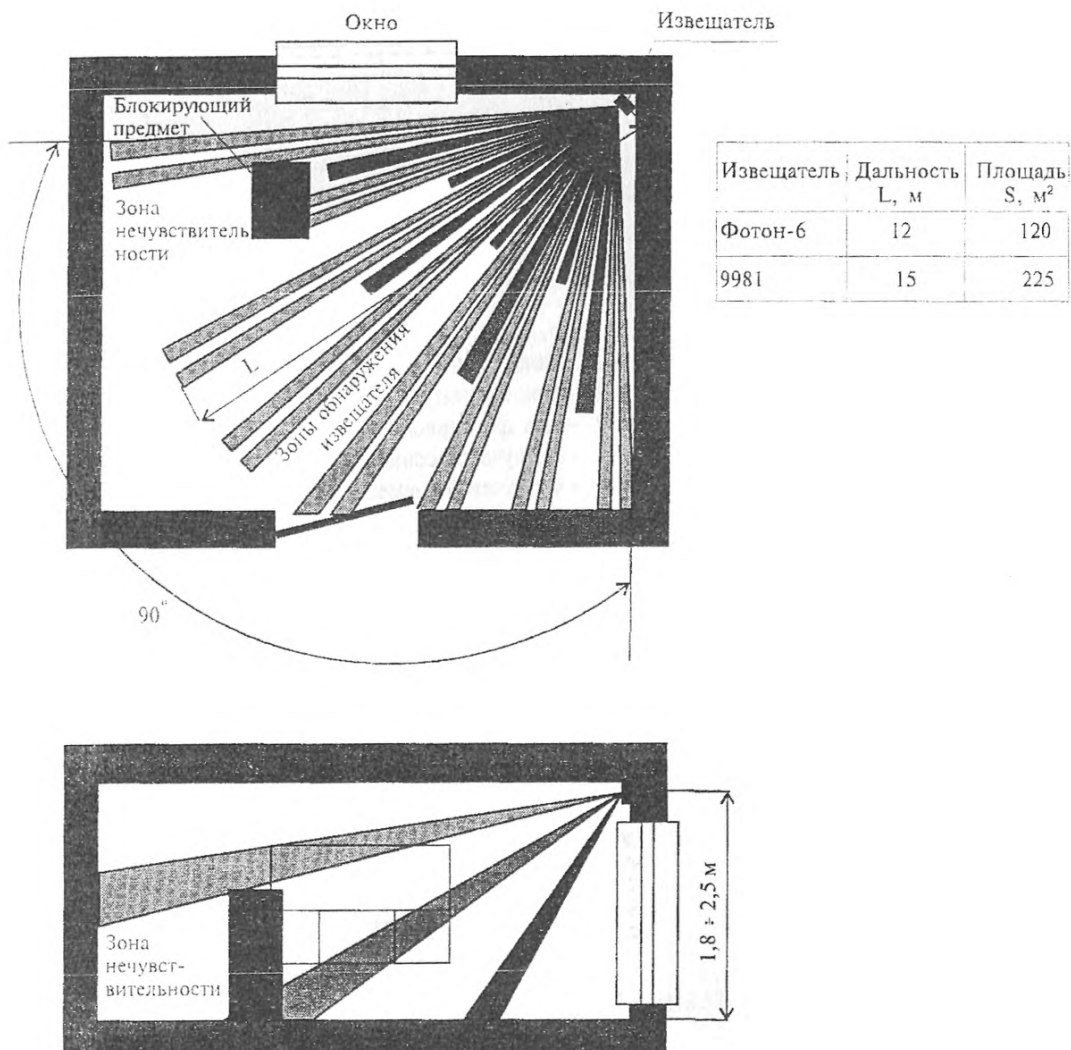 Окно
Извещатель
Блокирующий
предмет
Зона
нечувствитель
ности
L
Зоны обнаружения
извещателя
90°
Извещатель Дальность Площадь
L, м S, м²
Фотон-6 12 120
9981 15 225
Зона
нечувст-
вительности
1,8 ÷ 2,5 м